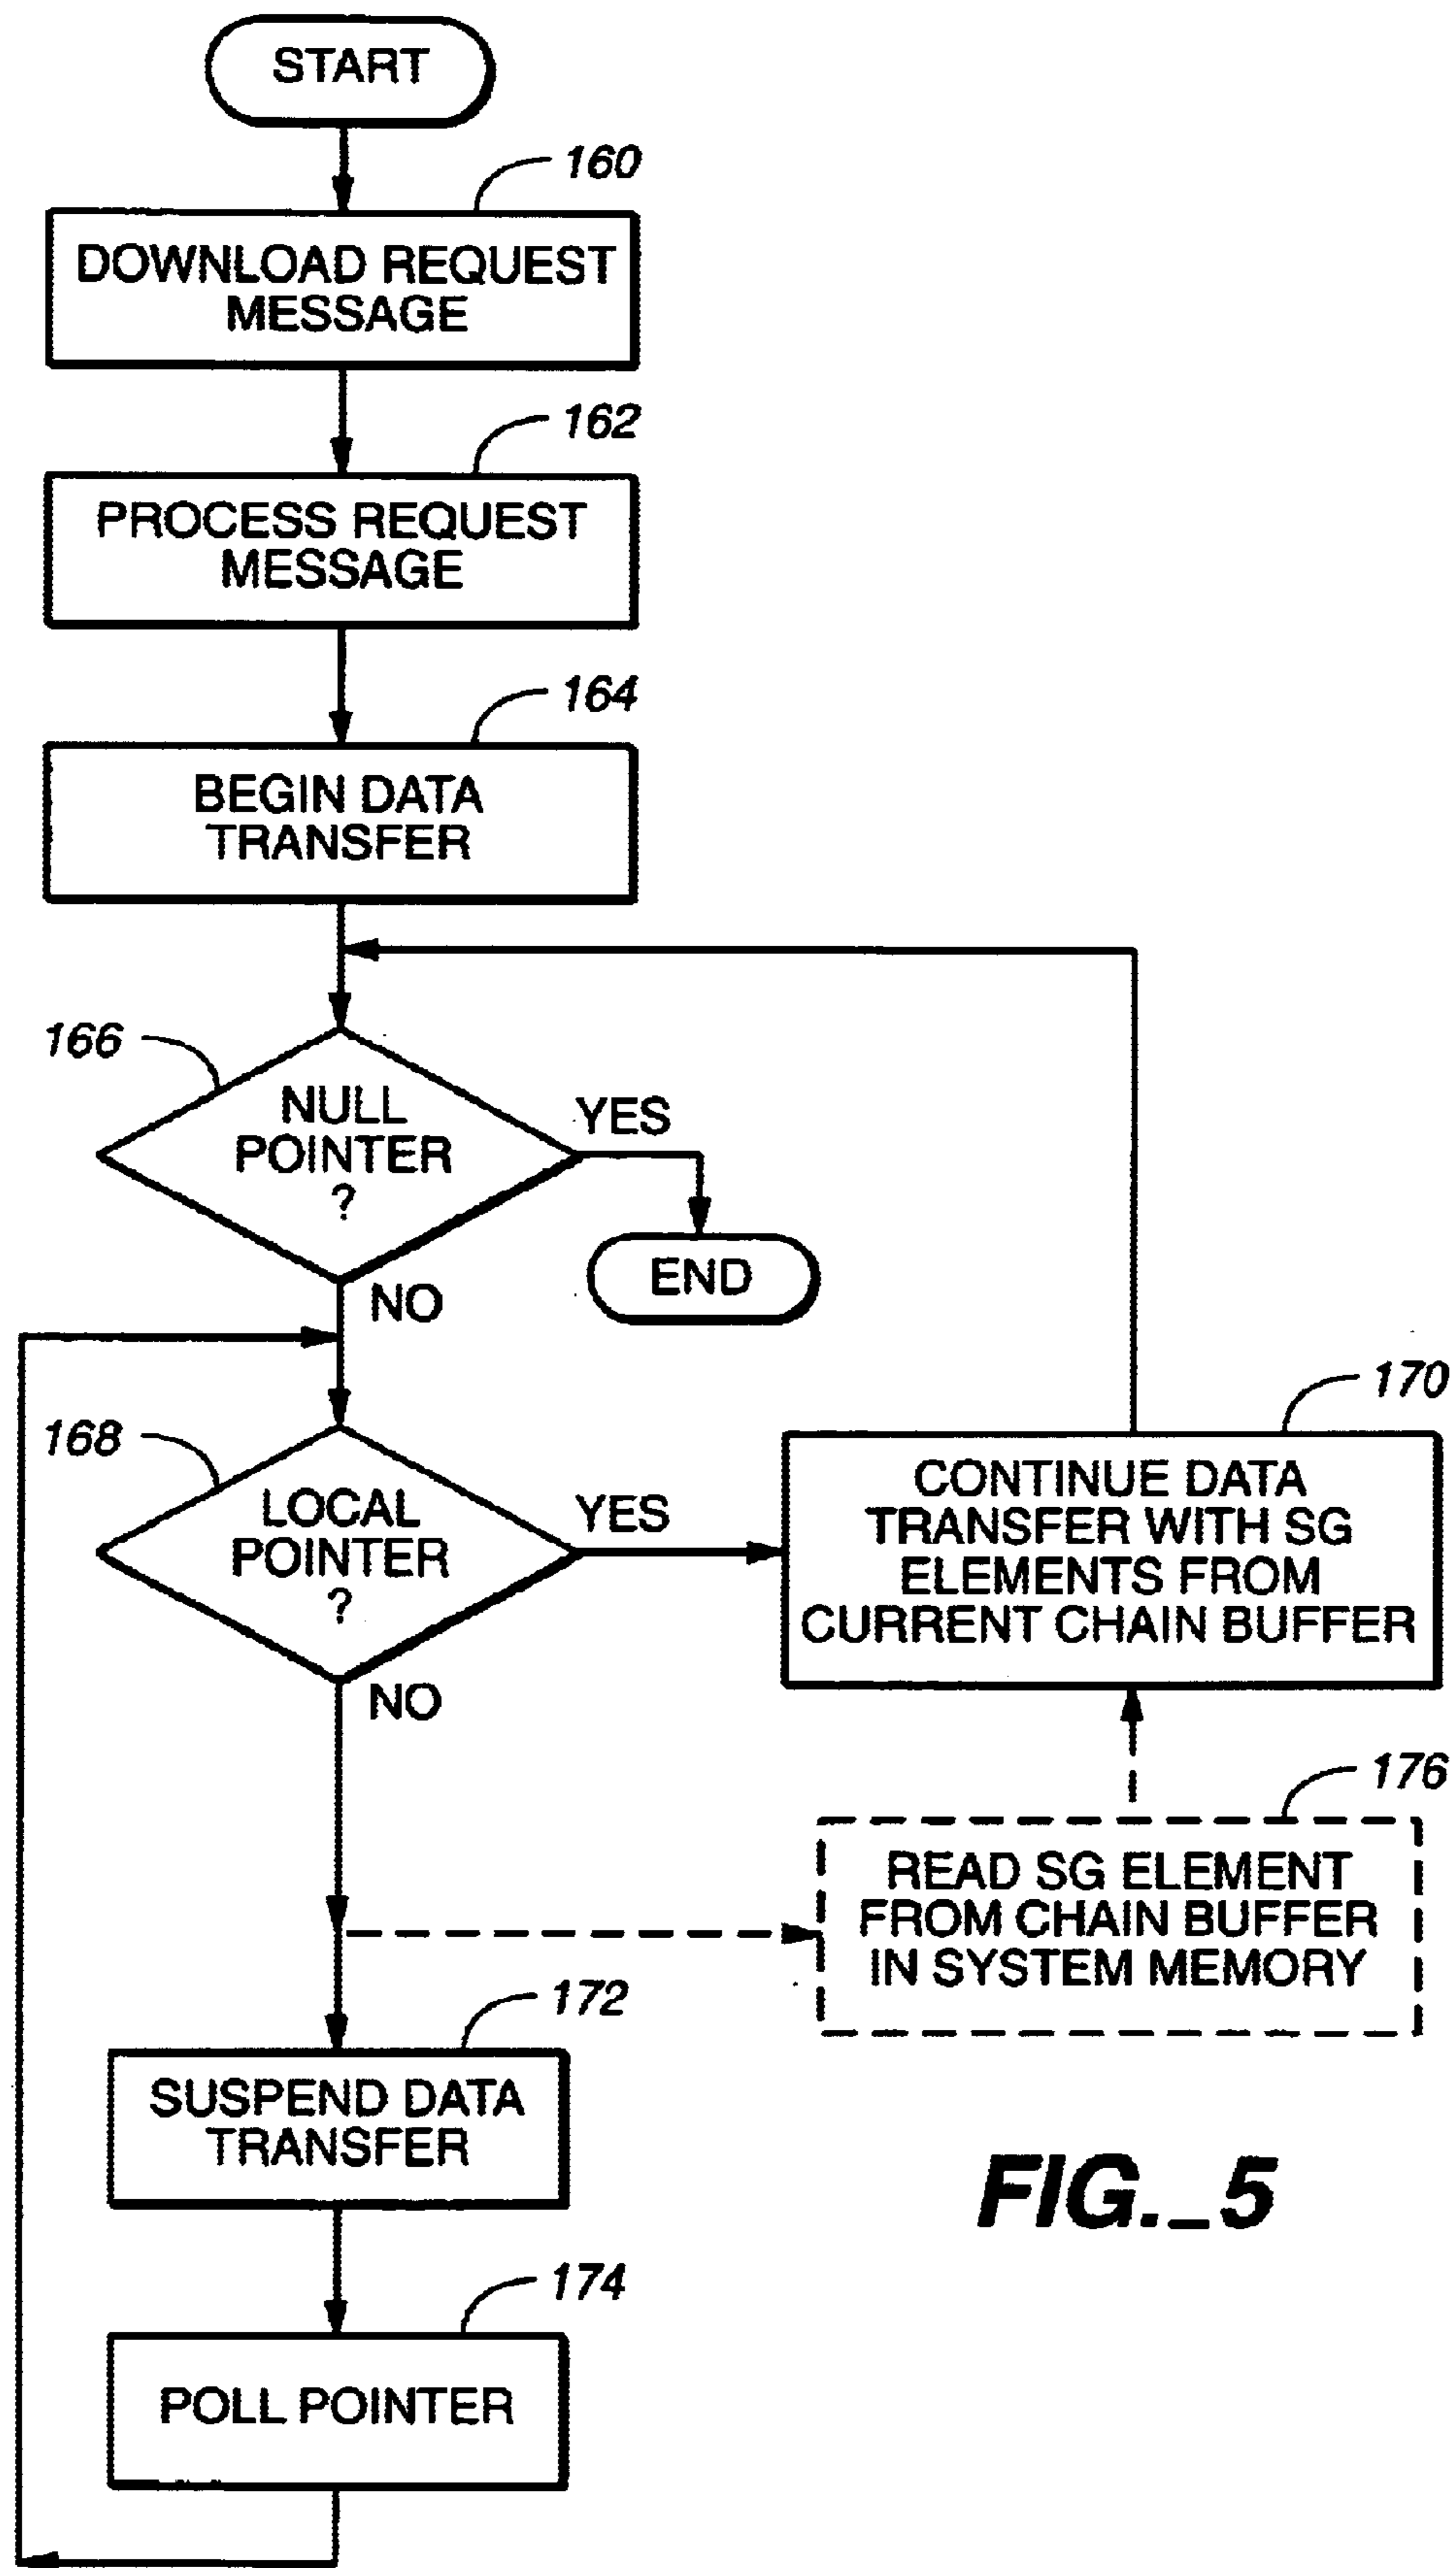 START
160
DOWNLOAD REQUEST
MESSAGE
162
PROCESS REQUEST
MESSAGE
164
BEGIN DATA
TRANSFER
166
NULL
POINTER
?
YES
END
NO
168
LOCAL
POINTER
?
YES
NO
170
CONTINUE DATA
TRANSFER WITH SG
ELEMENTS FROM
CURRENT CHAIN BUFFER
176
READ SG ELEMENT
FROM CHAIN BUFFER
IN SYSTEM MEMORY
172
SUSPEND DATA
TRANSFER
174
POLL POINTER
FIG._5